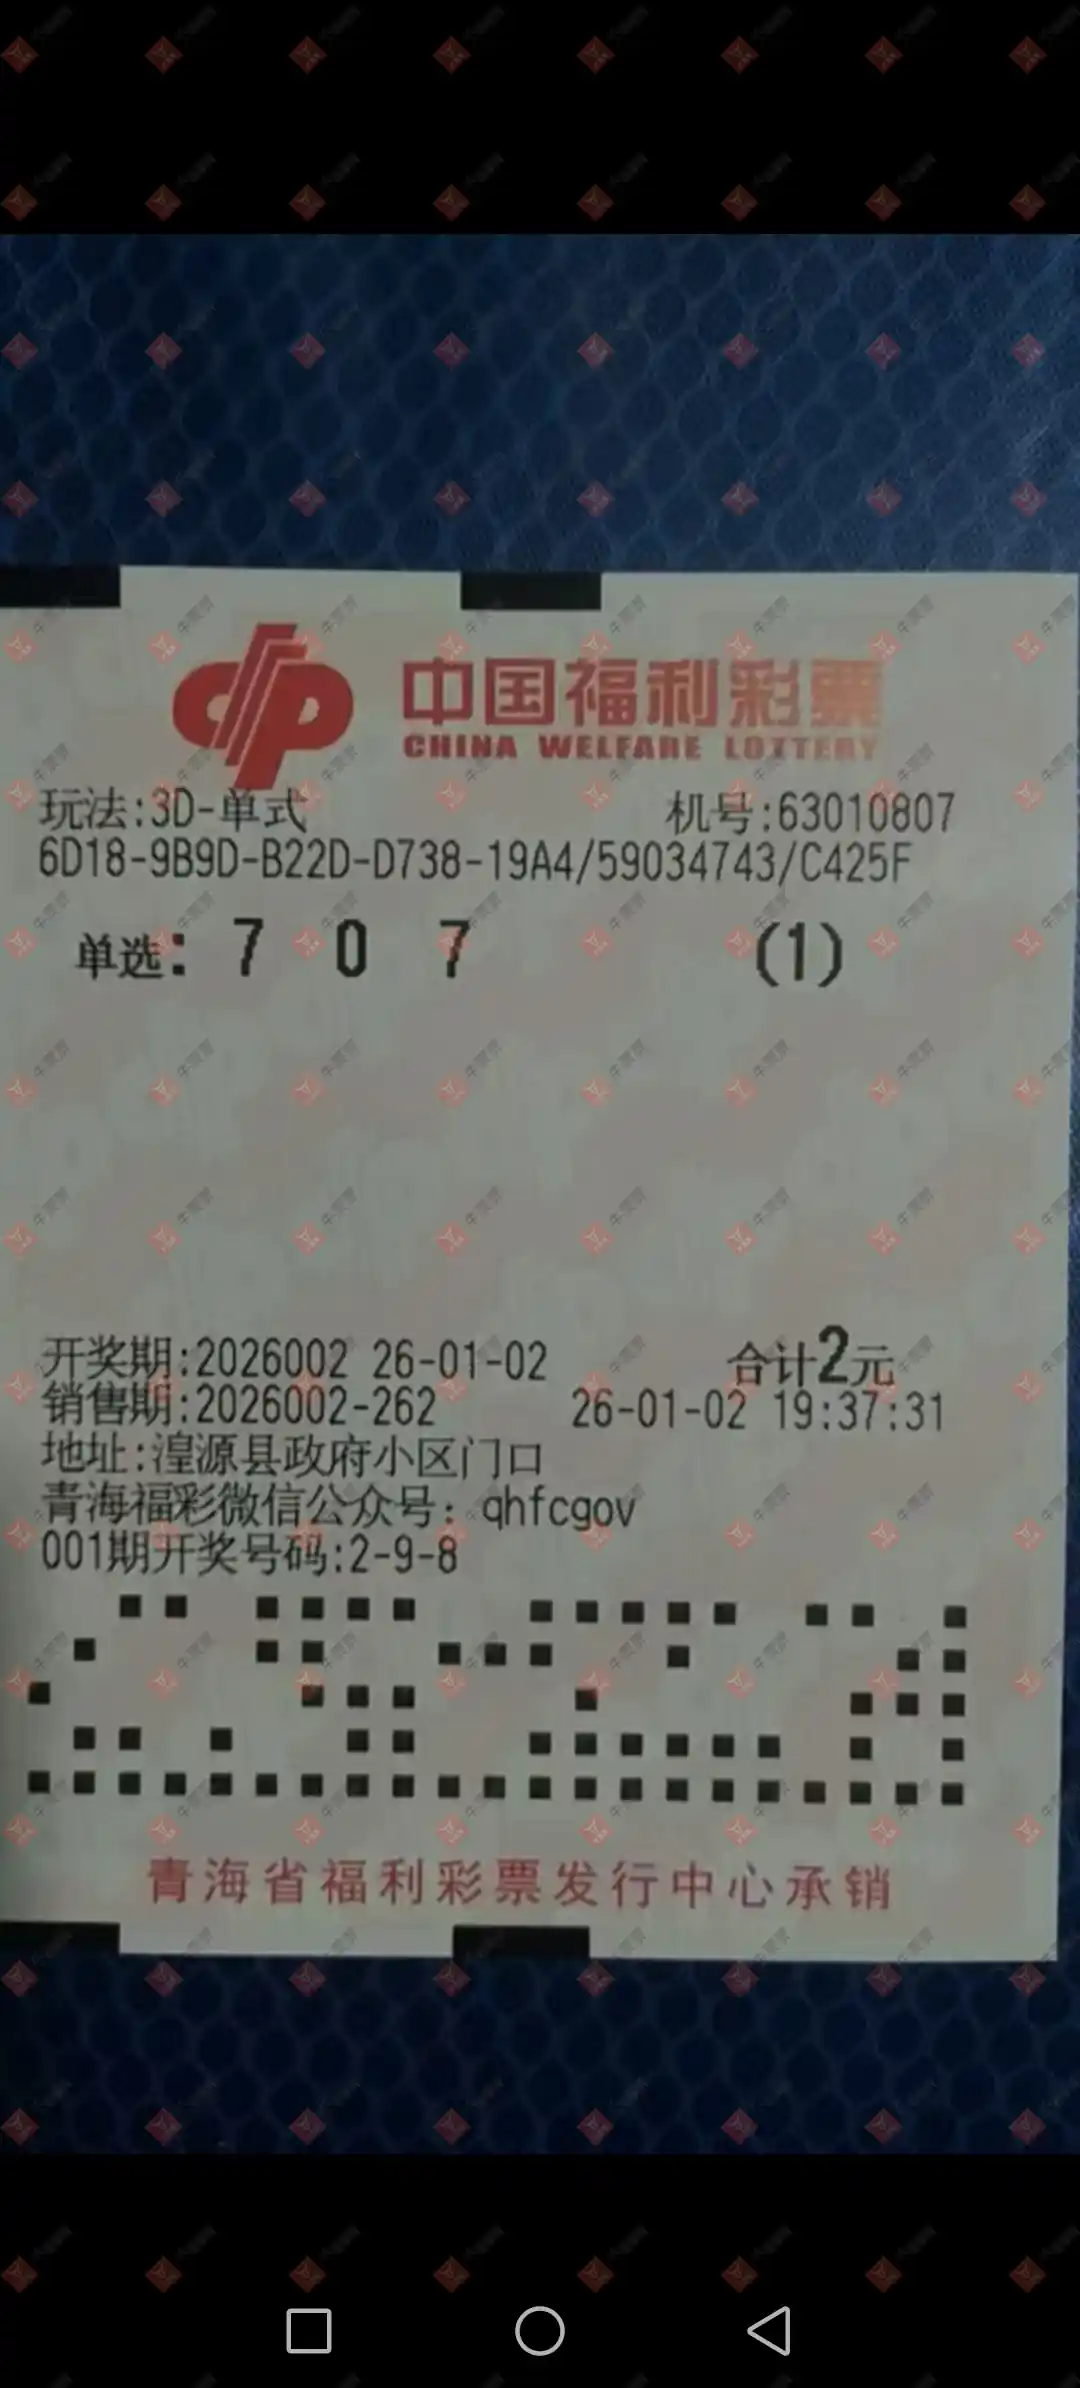 中国福利彩票
CHINA WELFARE LOTTERY
玩法:3D-单式 机号:63010807
6D18-9B9D-B22D-D738-19A4/59034743/C425F
单选: 7 0 7 (1)
开奖期:2026002 26-01-02 合计2元
销售期:2026002-262 26-01-02 19:37:31
地址:湟源县政府小区门口
青海福彩微信公众号: qhfcgov
001期开奖号码:2-9-8
青海省福利彩票发行中心承销